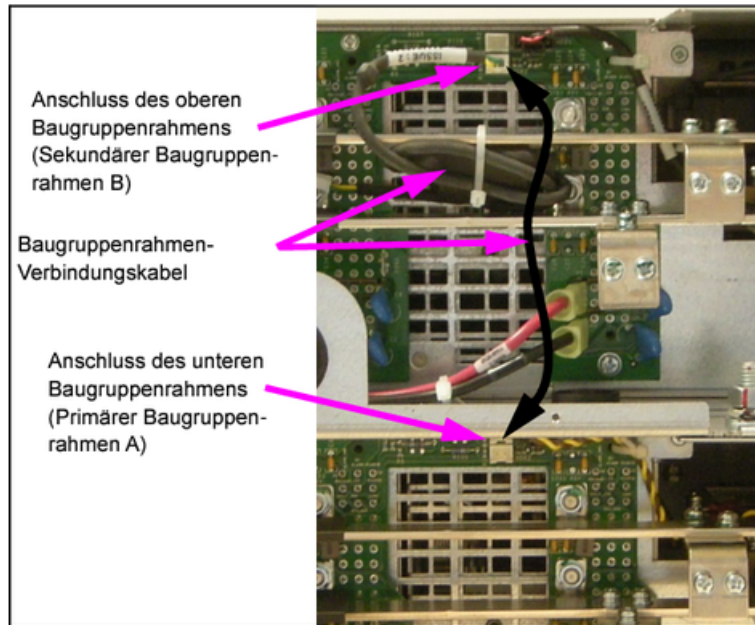 Anschluss des oberen
Baugruppenrahmens
(Sekundärer Baugruppen-
rahmen B)
Baugruppenrahmen-
Verbindungskabel
Anschluss des unteren
Baugruppenrahmens
(Primärer Baugruppen-
rahmen A)